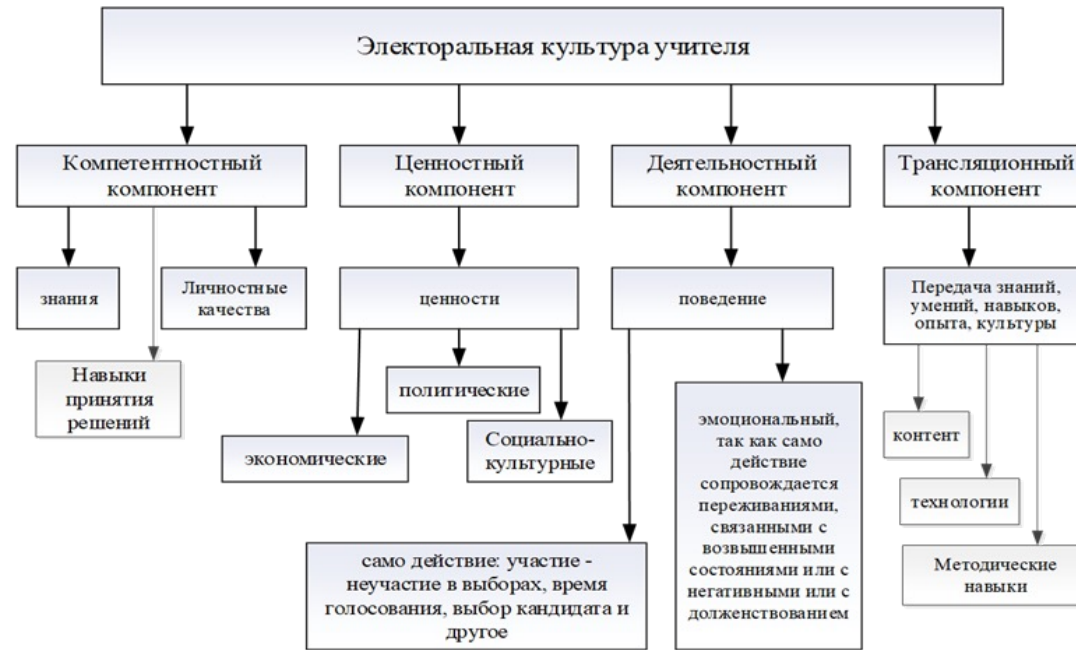 Электоральная культура учителя
Компетентностный
компонент
Ценностный
компонент
Деятельностный
компонент
Трансляционный
компонент
знания
Личностные
качества
Навыки
принятия
решений
ценности
политические
экономические
Социально-
культурные
поведение
само действие: участие -
неучастие в выборах, время
голосования, выбор кандидата и
другое
эмоциональный,
так как само
действие
сопровождается
переживаниями,
связанными с
возвышенными
состояниями или с
негативными или с
долженствованием
Передача знаний,
умений, навыков,
опыта, культуры
контент
технологии
Методические
навыки